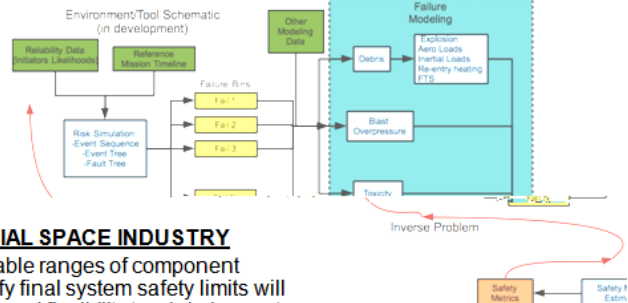 Environment/Tool Schematic
(in development)
Reliability Data
(Initiators Likelihoods)
Reference
Mission Timeline
Other
Modeling
Data
Failure
Modeling
Debris
Explosion
Aero Loads
Inertial Loads
Re-entry heating
FTS
Failure Bins
Fail 1
Fail 2
Fail 3
Risk Simulation:
-Event Sequence
-Event Tree
-Fault Tree
Blast
Overpressure
Toxicity
Inverse Problem
IAL SPACE INDUSTRY
able ranges of component
fy final system safety limits will
Safety
Metrics
Safety M
Estim